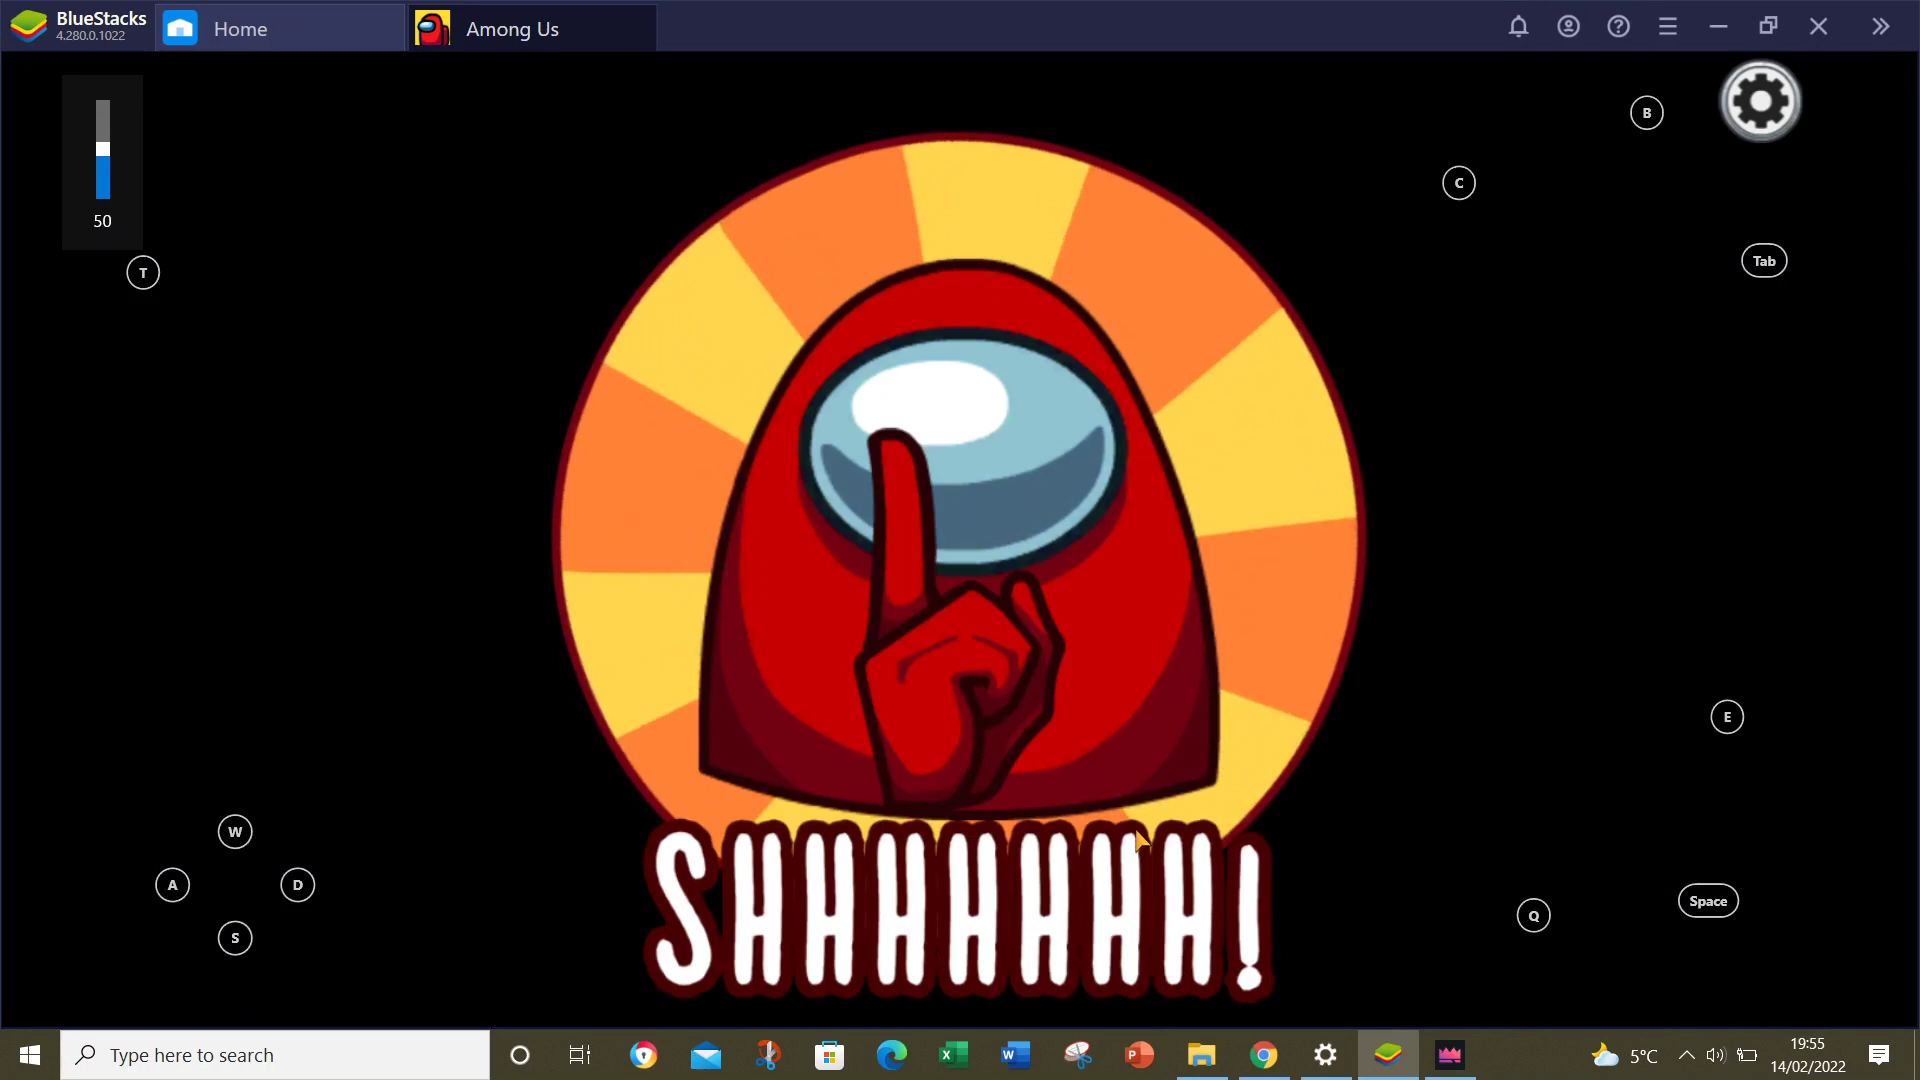 BlueStacks
4.280.0.1022
Home
Among Us
50
B
C
T
Tab
E
W
A
D
S
Q
Space
SHHHHHHH!
Type here to search
5°C
19:55
14/02/2022